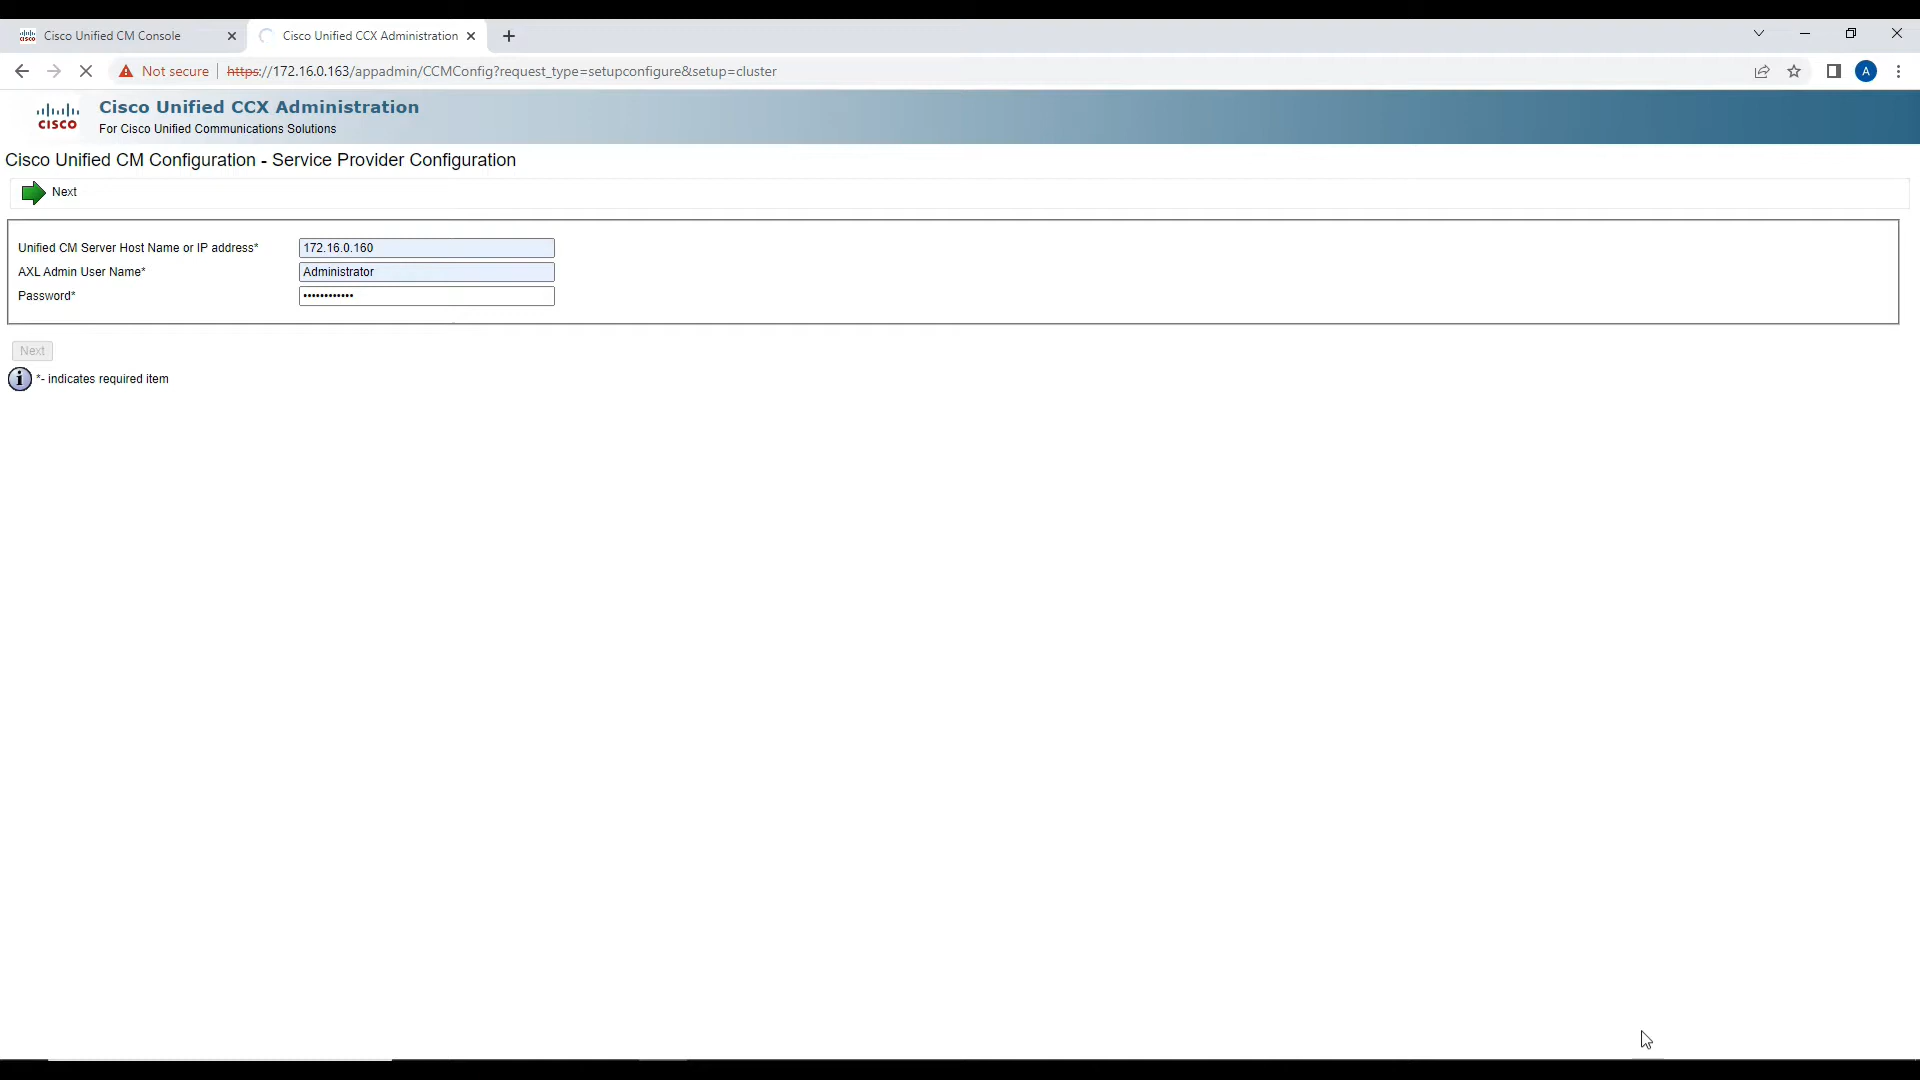 Cisco Unified CM Console
Cisco Unified CCX Administration
Not secure
https://172.16.0.163/appadmin/CCMConfig?request_type=setupconfigure&setup=cluster
A
CISCO
Cisco Unified CCX Administration
For Cisco Unified Communications Solutions
Cisco Unified CM Configuration - Service Provider Configuration
Next
Unified CM Server Host Name or IP address* 172.16.0.160
AXL Admin User Name* Administrator
Password* ••••••••••••
Next
*- indicates required item